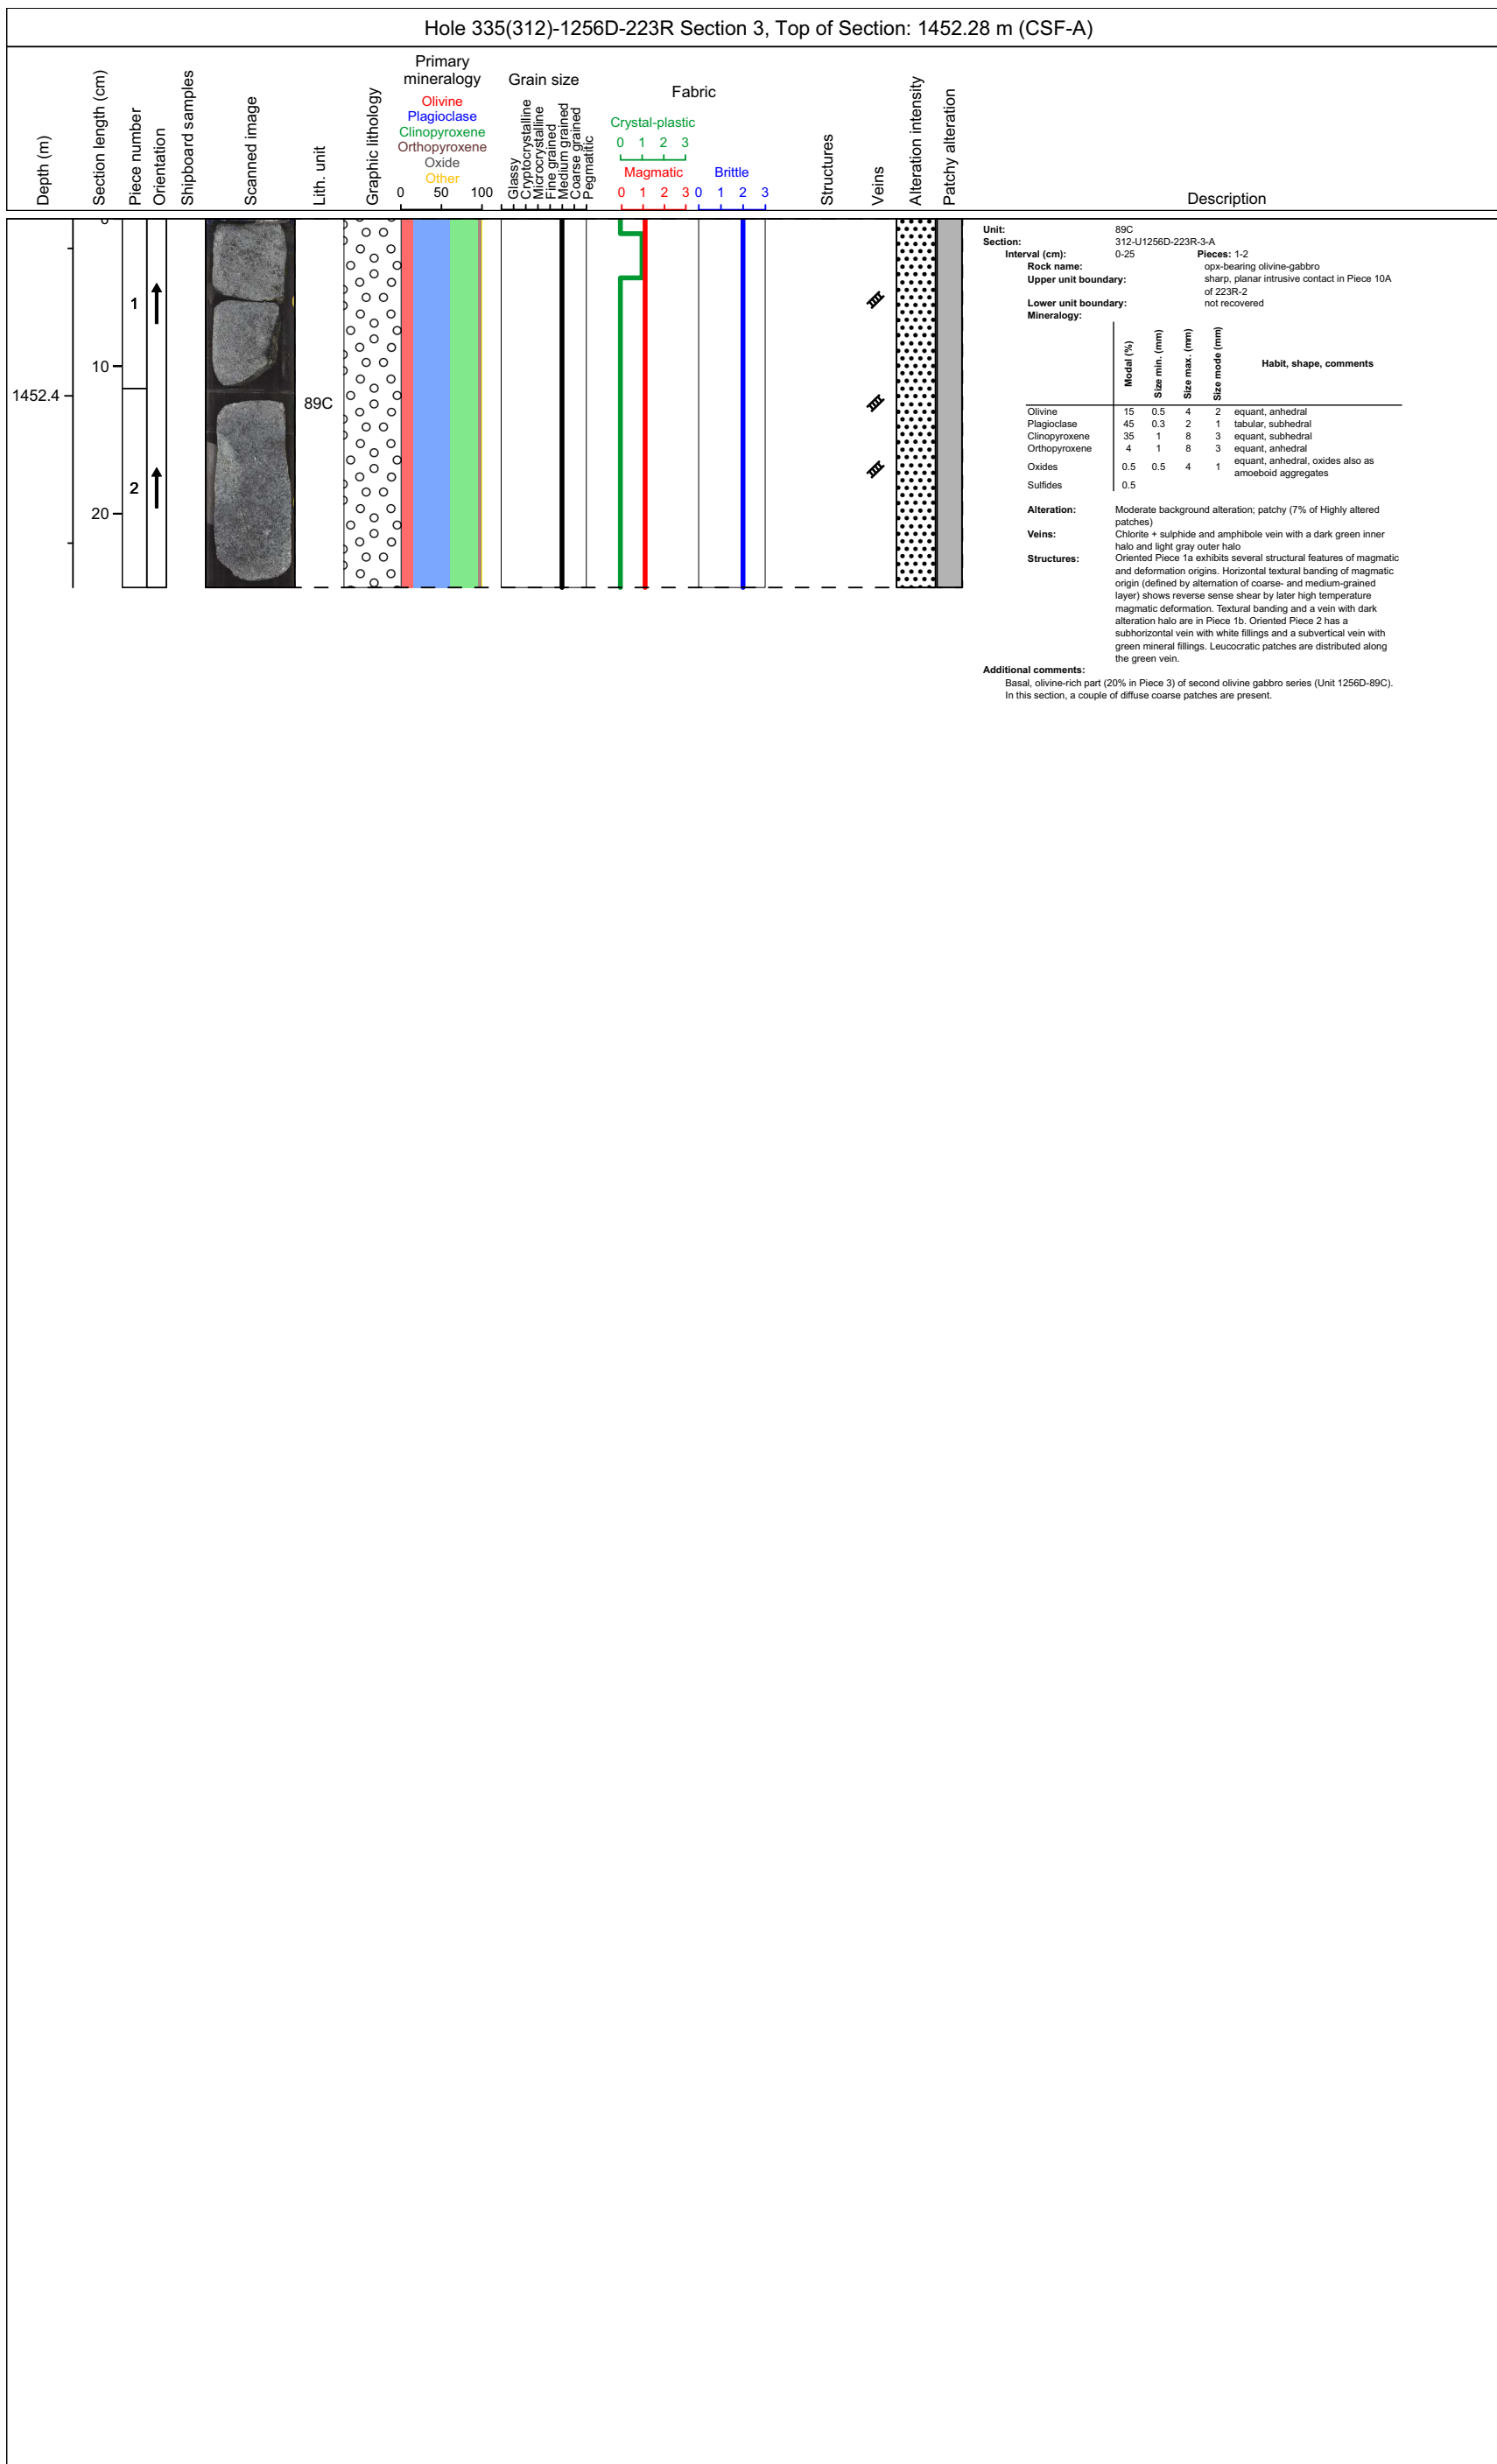 Hole 335(312)-1256D-223R Section 3, Top of Section: 1452.28 m (CSF-A)
Depth (m)
Section length (cm)
Piece number
Orientation
Shipboard samples
Scanned image
Lith. unit
Graphic lithology
Primary
mineralogy
Olivine
Plagioclase
Clinopyroxene
Orthopyroxene
Oxide
Other
0 50 100
Grain size
Glassy
Cryptocrystalline
Microcrystalline
Fine grained
Medium grained
Coarse grained
Pegmatitic
Fabric
Crystal-plastic
0 1 2 3
Magmatic
0 1 2 3
Brittle
0 1 2 3
Structures
Veins
Alteration intensity
Patchy alteration
Description
0
1
10
1452.4
89C
2
20
Unit: 89C
Section: 312-U1256D-223R-3-A
Interval (cm): 0-25 Pieces: 1-2
Rock name: opx-bearing olivine-gabbro
Upper unit boundary: sharp, planar intrusive contact in Piece 10A
of 223R-2
Lower unit boundary: not recovered
Mineralogy:
Modal (%)
Size min. (mm)
Size max. (mm)
Size mode (mm)
Habit, shape, comments
Olivine 15 0.5 4 2 equant, anhedral
Plagioclase 45 0.3 2 1 tabular, subhedral
Clinopyroxene 35 1 8 3 equant, subhedral
Orthopyroxene 4 1 8 3 equant, anhedral
Oxides 0.5 0.5 4 1 equant, anhedral, oxides also as
amoeboid aggregates
Sulfides 0.5
Alteration: Moderate background alteration; patchy (7% of Highly altered
patches)
Veins: Chlorite + sulphide and amphibole vein with a dark green inner
halo and light gray outer halo
Structures: Oriented Piece 1a exhibits several structural features of magmatic
and deformation origins. Horizontal textural banding of magmatic
origin (defined by alternation of coarse- and medium-grained
layer) shows reverse sense shear by later high temperature
magmatic deformation. Textural banding and a vein with dark
alteration halo are in Piece 1b. Oriented Piece 2 has a
subhorizontal vein with white fillings and a subvertical vein with
green mineral fillings. Leucocratic patches are distributed along
the green vein.
Additional comments:
Basal, olivine-rich part (20% in Piece 3) of second olivine gabbro series (Unit 1256D-89C).
In this section, a couple of diffuse coarse patches are present.